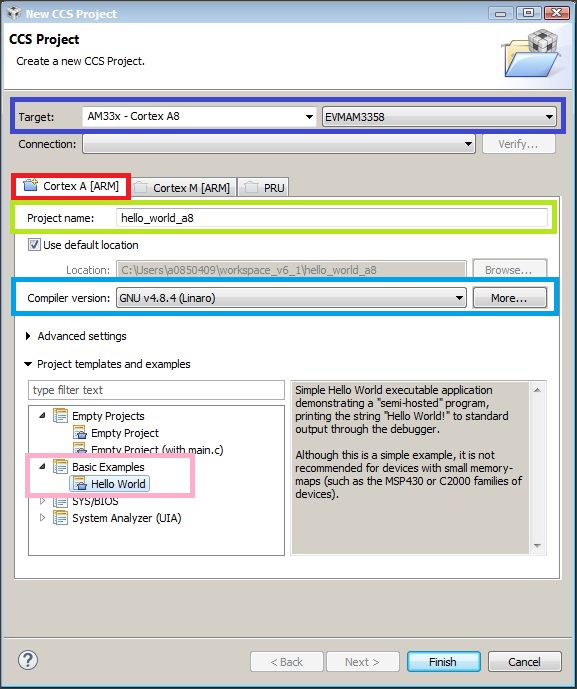 New CCS Project
CCS Project
Create a new CCS Project.
Target: AM33x - Cortex A8 EVMAM3358
Connection: Verify...
Cortex A [ARM] Cortex M [ARM] PRU
Project name: hello_world_a8
Use default location
Location: C:\Users\a0850409\workspace_v6_1\hello_world_a8 Browse...
Compiler version: GNU v4.8.4 (Linaro) More...
Advanced settings
Project templates and examples
type filter text
Empty Projects
Empty Project
Empty Project (with main.c)
Basic Examples
Hello World
SYS/BIOS
System Analyzer (UIA)
Simple Hello World executable application
demonstrating a "semi-hosted" program,
printing the string "Hello World!" to standard
output through the debugger.
Although this is a simple example, it is not
recommended for devices with small memory-
maps (such as the MSP430 or C2000 families of
devices).
? < Back Next > Finish Cancel